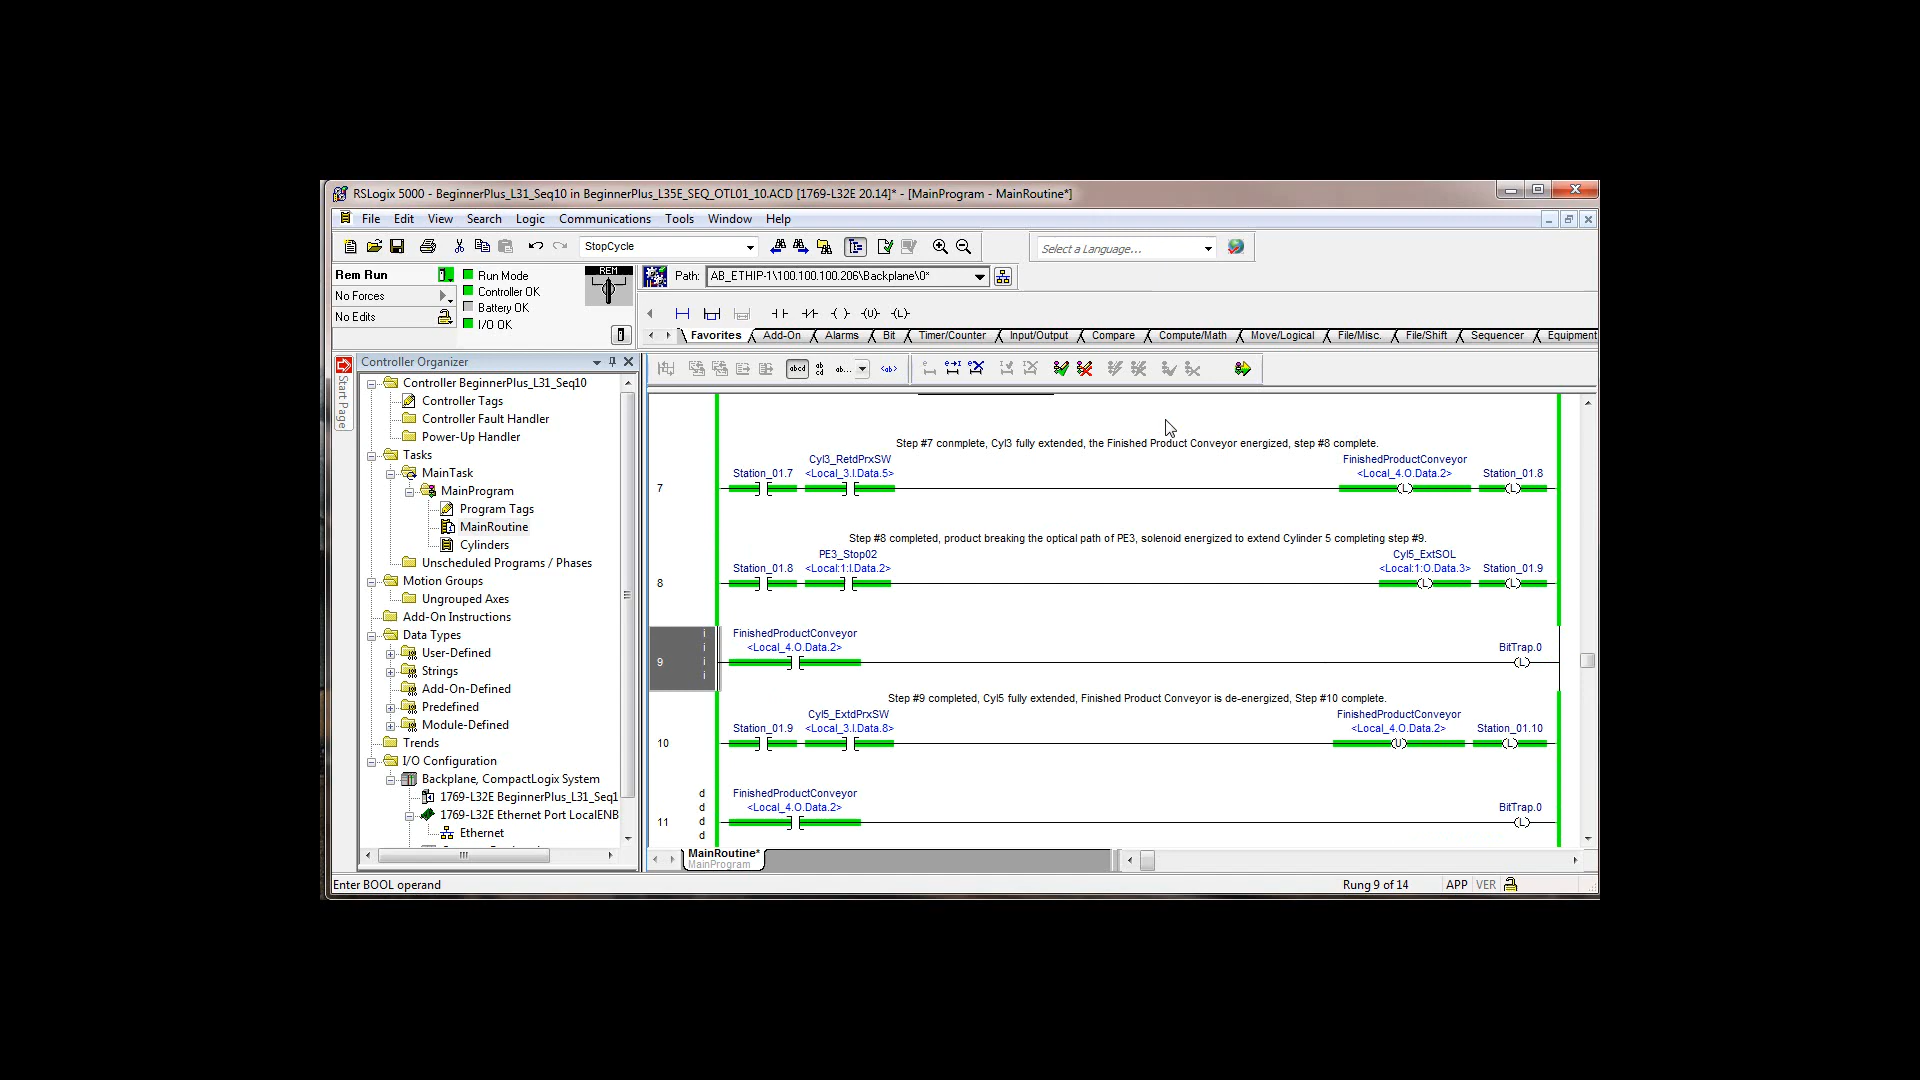 RSLogix 5000 - BeginnerPlus_L31_Seq10 in BeginnerPlus_L35E_SEQ_OTL01_10.ACD [1769-L32E 20.14]* - [MainProgram - MainRoutine*]
File Edit View Search Logic Communications Tools Window Help
StopCycle
Select a Language...
Rem Run
No Forces
No Edits
Run Mode
Controller OK
Battery OK
I/O OK
REM
Path: AB_ETHIP-1\100.100.100.206\Backplane\0*
Favorites Add-On Alarms Bit Timer/Counter Input/Output Compare Compute/Math Move/Logical File/Misc. File/Shift Sequencer Equipment
Start Page
Controller Organizer
Controller BeginnerPlus_L31_Seq10
Controller Tags
Controller Fault Handler
Power-Up Handler
Tasks
MainTask
MainProgram
Program Tags
MainRoutine
Cylinders
Unscheduled Programs / Phases
Motion Groups
Ungrouped Axes
Add-On Instructions
Data Types
User-Defined
Strings
Add-On-Defined
Predefined
Module-Defined
Trends
I/O Configuration
Backplane, CompactLogix System
1769-L32E BeginnerPlus_L31_Seq1
1769-L32E Ethernet Port LocalENB
Ethernet
Step #7 conmplete, Cyl3 fully extended, the Finished Product Conveyor energized, step #8 complete.
Cyl3_RetdPrxSW FinishedProductConveyor
Station_01.7 <Local_3.I.Data.5> <Local_4.O.Data.2> Station_01.8
7
Step #8 completed, product breaking the optical path of PE3, solenoid energized to extend Cylinder 5 completing step #9.
PE3_Stop02 Cyl5_ExtSOL
Station_01.8 <Local:1:I.Data.2> <Local:1:O.Data.3> Station_01.9
8
FinishedProductConveyor
<Local_4.O.Data.2> BitTrap.0
9
i
i
i
i
Step #9 completed, Cyl5 fully extended, Finished Product Conveyor is de-energized, Step #10 complete.
Cyl5_ExtdPrxSW FinishedProductConveyor
Station_01.9 <Local_3.I.Data.8> <Local_4.O.Data.2> Station_01.10
10
FinishedProductConveyor
<Local_4.O.Data.2> BitTrap.0
11
d
d
d
d
MainRoutine*
MainProgram
Enter BOOL operand
Rung 9 of 14 APP VER